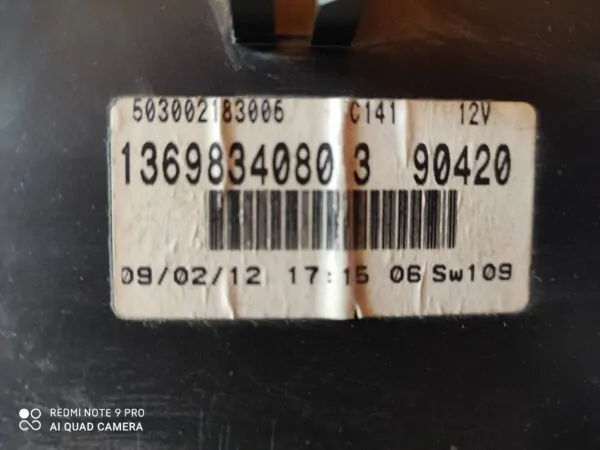 503002183006 C141 12V
1369834080 3 90420
09/02/12 17:15 06 Sw109
REDMI NOTE 9 PRO
AI QUAD CAMERA